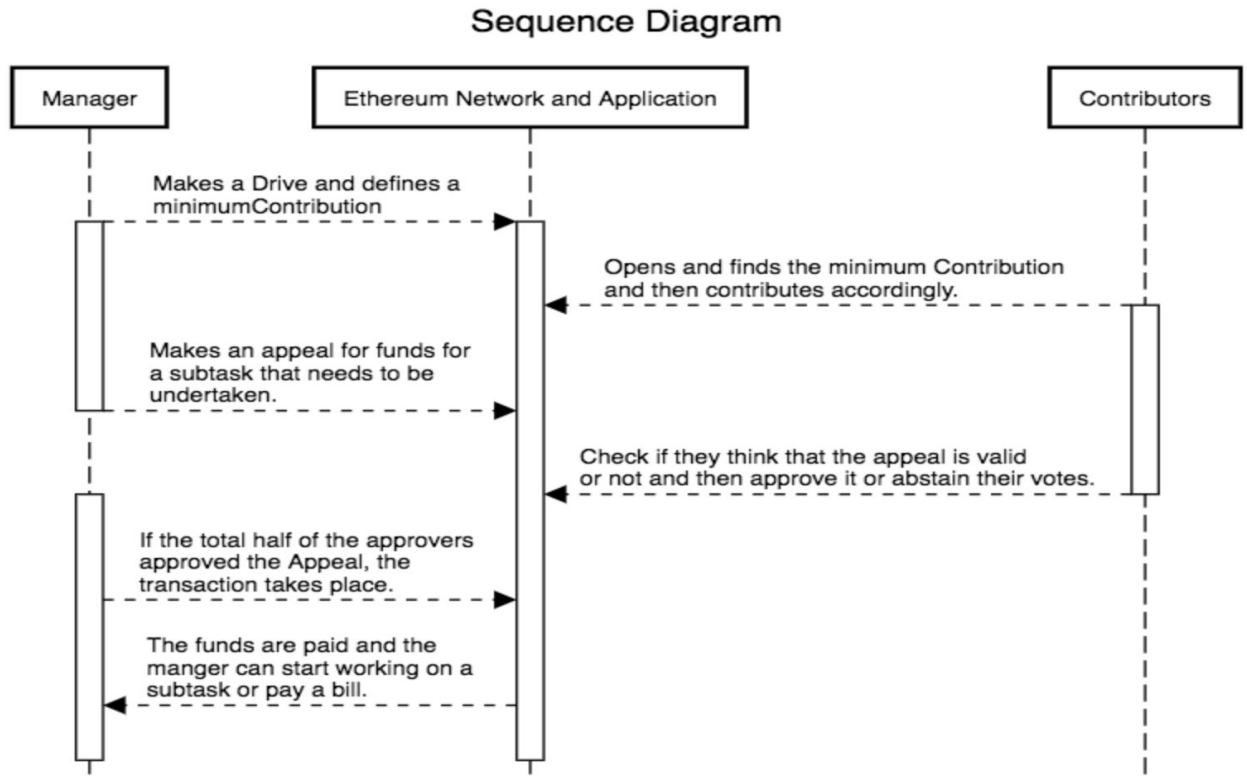 Sequence Diagram
Manager
Ethereum Network and Application
Contributors
Makes a Drive and defines a
minimumContribution
Opens and finds the minimum Contribution
and then contributes accordingly.
Makes an appeal for funds for
a subtask that needs to be
undertaken.
Check if they think that the appeal is valid
or not and then approve it or abstain their votes.
If the total half of the approvers
approved the Appeal, the
transaction takes place.
The funds are paid and the
manger can start working on a
subtask or pay a bill.